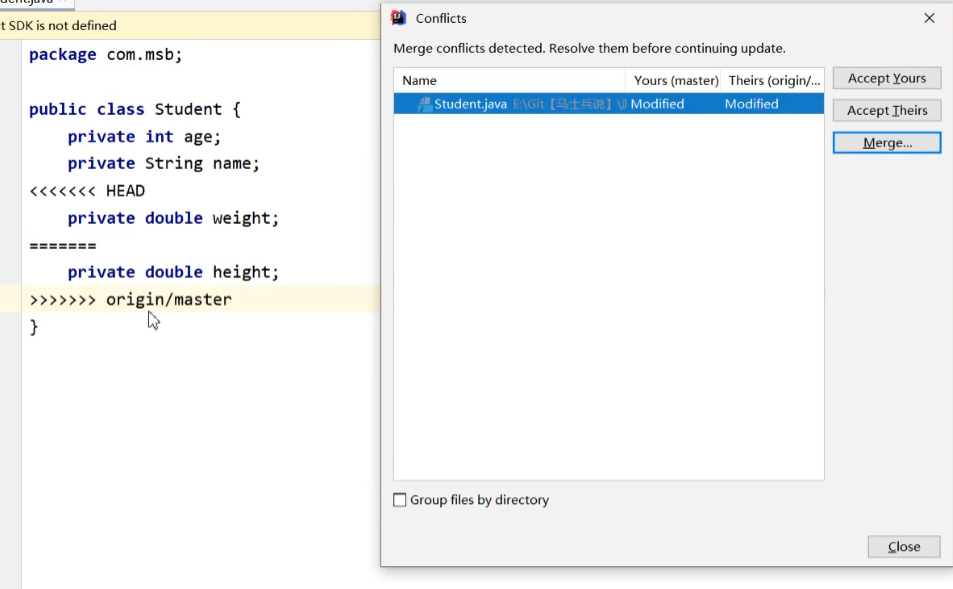 dent.java
t SDK is not defined
package com.msb;
public class Student {
private int age;
private String name;
<<<<<<< HEAD
private double weight;
=======
private double height;
>>>>>>> origin/master
}
Conflicts
Merge conflicts detected. Resolve them before continuing update.
Name Yours (master) Theirs (origin/...
Student.java E:\Git【马士兵说】\ Modified Modified
Accept Yours
Accept Theirs
Merge...
Group files by directory
Close